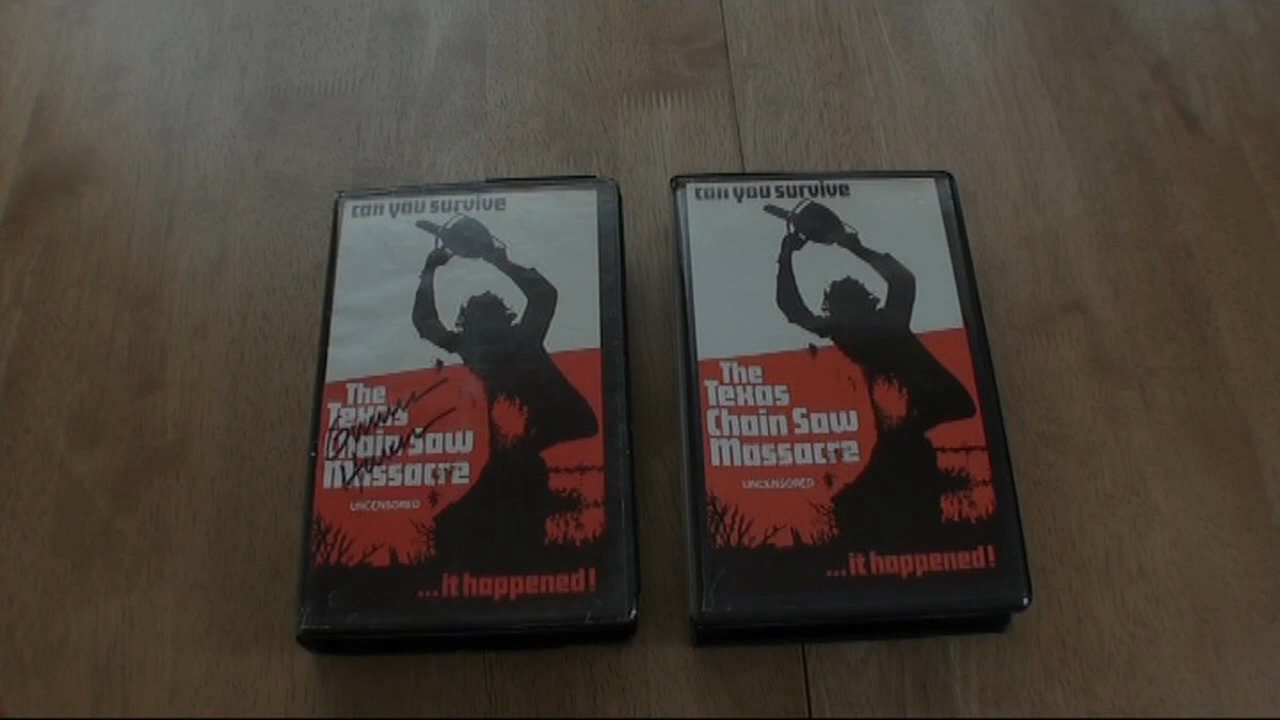 can you survive
The
Texas
Chain Saw
Massacre
UNCENSORED
...it happened!
can you survive
The
Texas
Chain Saw
Massacre
UNCENSORED
...it happened!